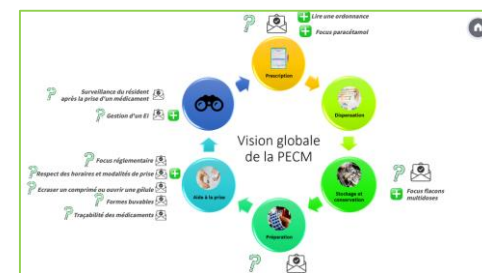 Lire une ordonnance
Focus paracétamol
Prescription
Dispensation
Stockage et
conservation
Focus flacons
multidoses
Préparation
Aide à la prise
Focus réglementaire
Respect des horaires et modalités de prise
Ecraser un comprimé ou ouvrir une gélule
Formes buvables
Traçabilité des médicaments
Surveillance du résident
après la prise d'un médicament
Gestion d'un EI
Vision globale
de la PECM